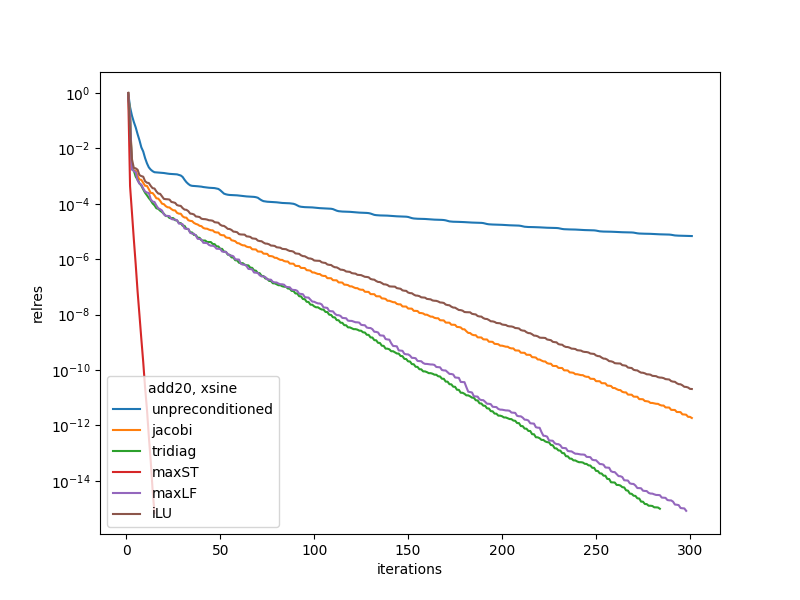 10^0
10^-2
10^-4
10^-6
10^-8
10^-10
10^-12
10^-14
relres
add20, xsine
unpreconditioned
jacobi
tridiag
maxST
maxLF
iLU
0 50 100 150 200 250 300
iterations